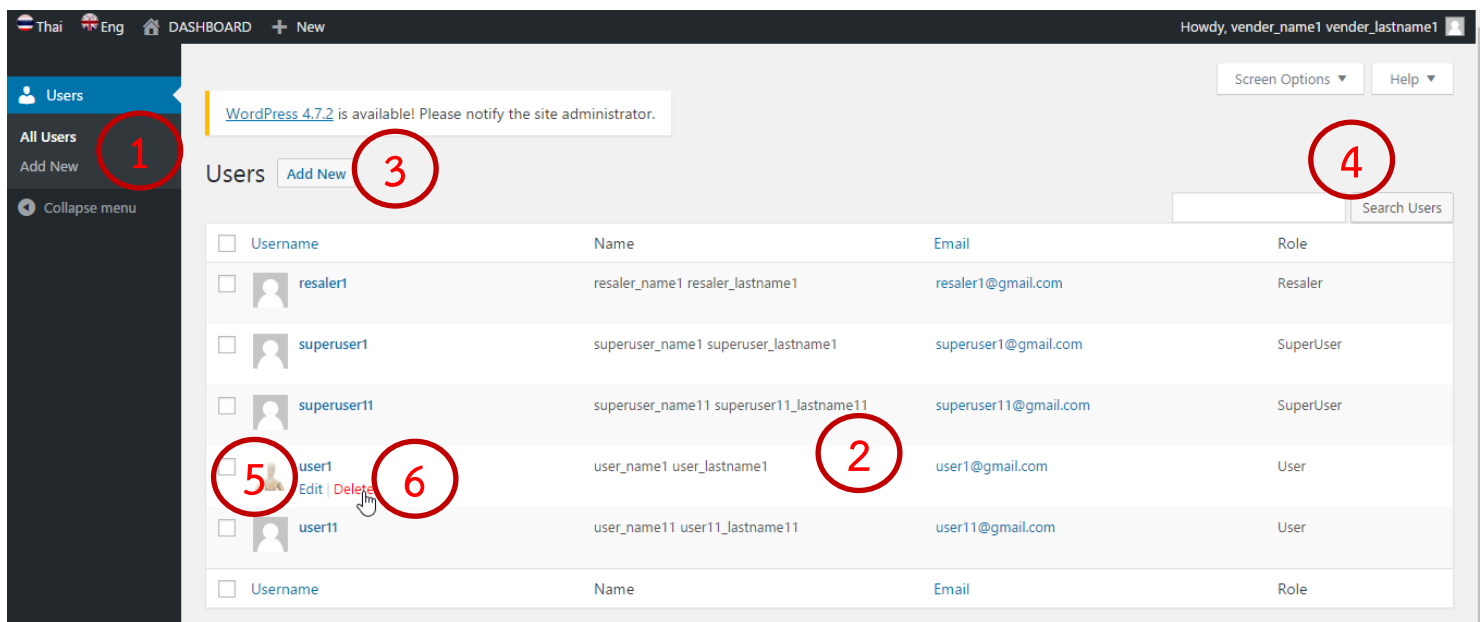 Thai Eng DASHBOARD + New Howdy, vender_name1 vender_lastname1
Screen Options ▼ Help ▼
Users
WordPress 4.7.2 is available! Please notify the site administrator.
All Users
Add New
1
Users Add New
3
4
Collapse menu
Search Users
Username Name Email Role
resaler1 resaler_name1 resaler_lastname1 resaler1@gmail.com Resaler
superuser1 superuser_name1 superuser_lastname1 superuser1@gmail.com SuperUser
superuser11 superuser_name11 superuser11_lastname11 superuser11@gmail.com SuperUser
2
user1 user_name1 user_lastname1 user1@gmail.com User
5
Edit | Delete
6
user11 user_name11 user11_lastname11 user11@gmail.com User
Username Name Email Role